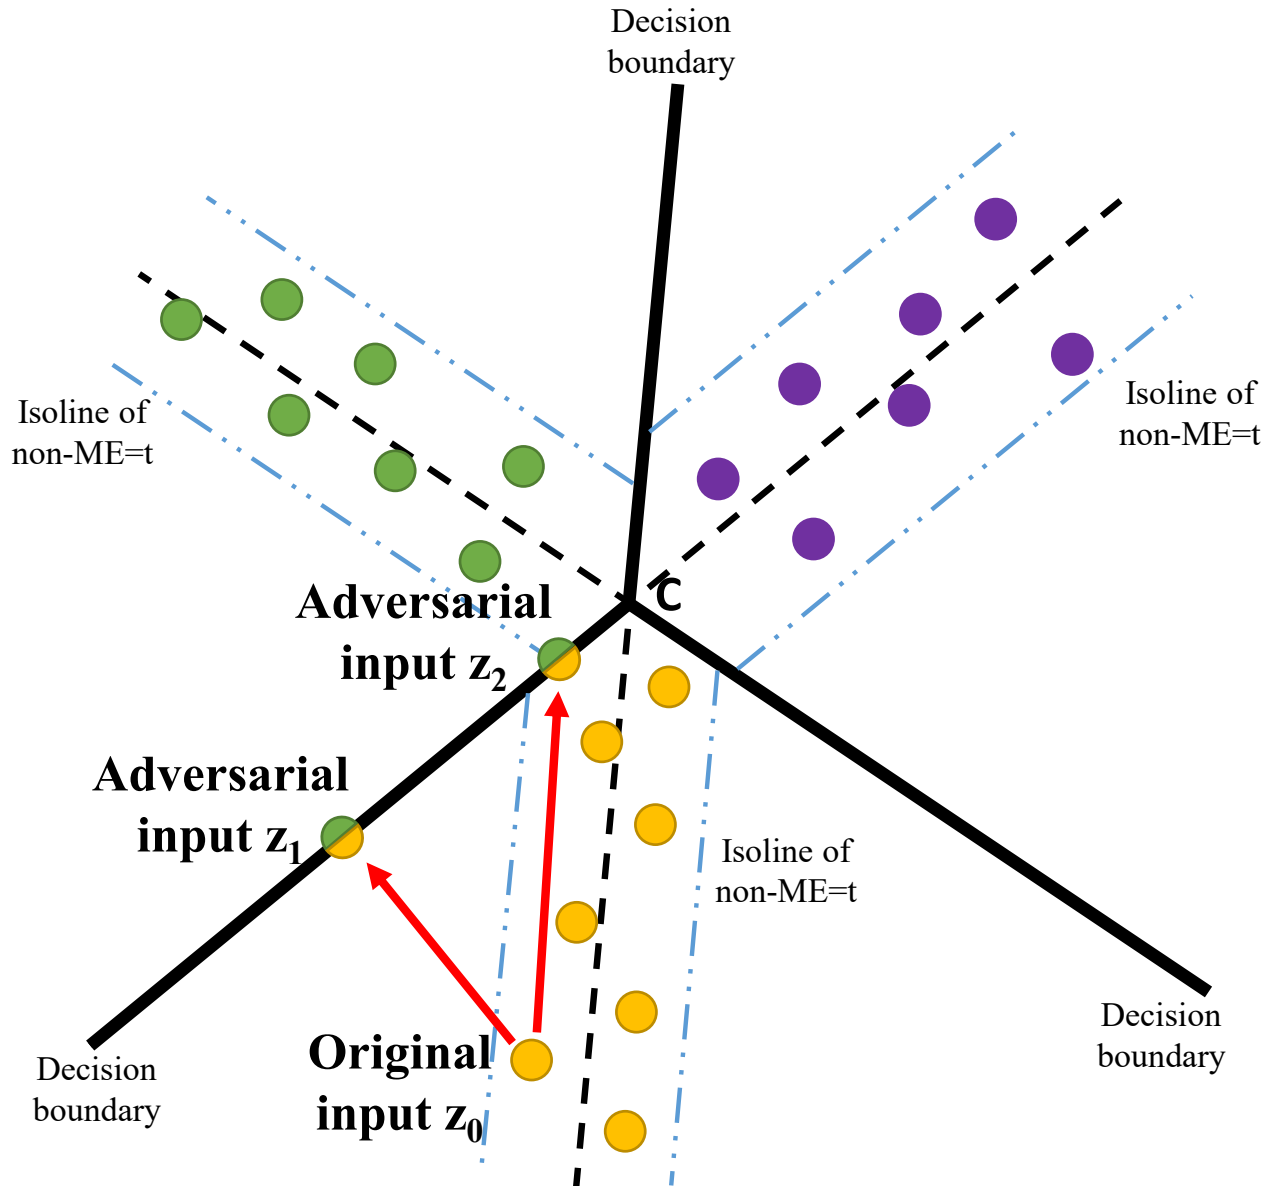 Decision
boundary
Isoline of
non-ME=t
Isoline of
non-ME=t
C
Adversarial
input z₂
Adversarial
input z₁
Isoline of
non-ME=t
Original
input z₀
Decision
boundary
Decision
boundary